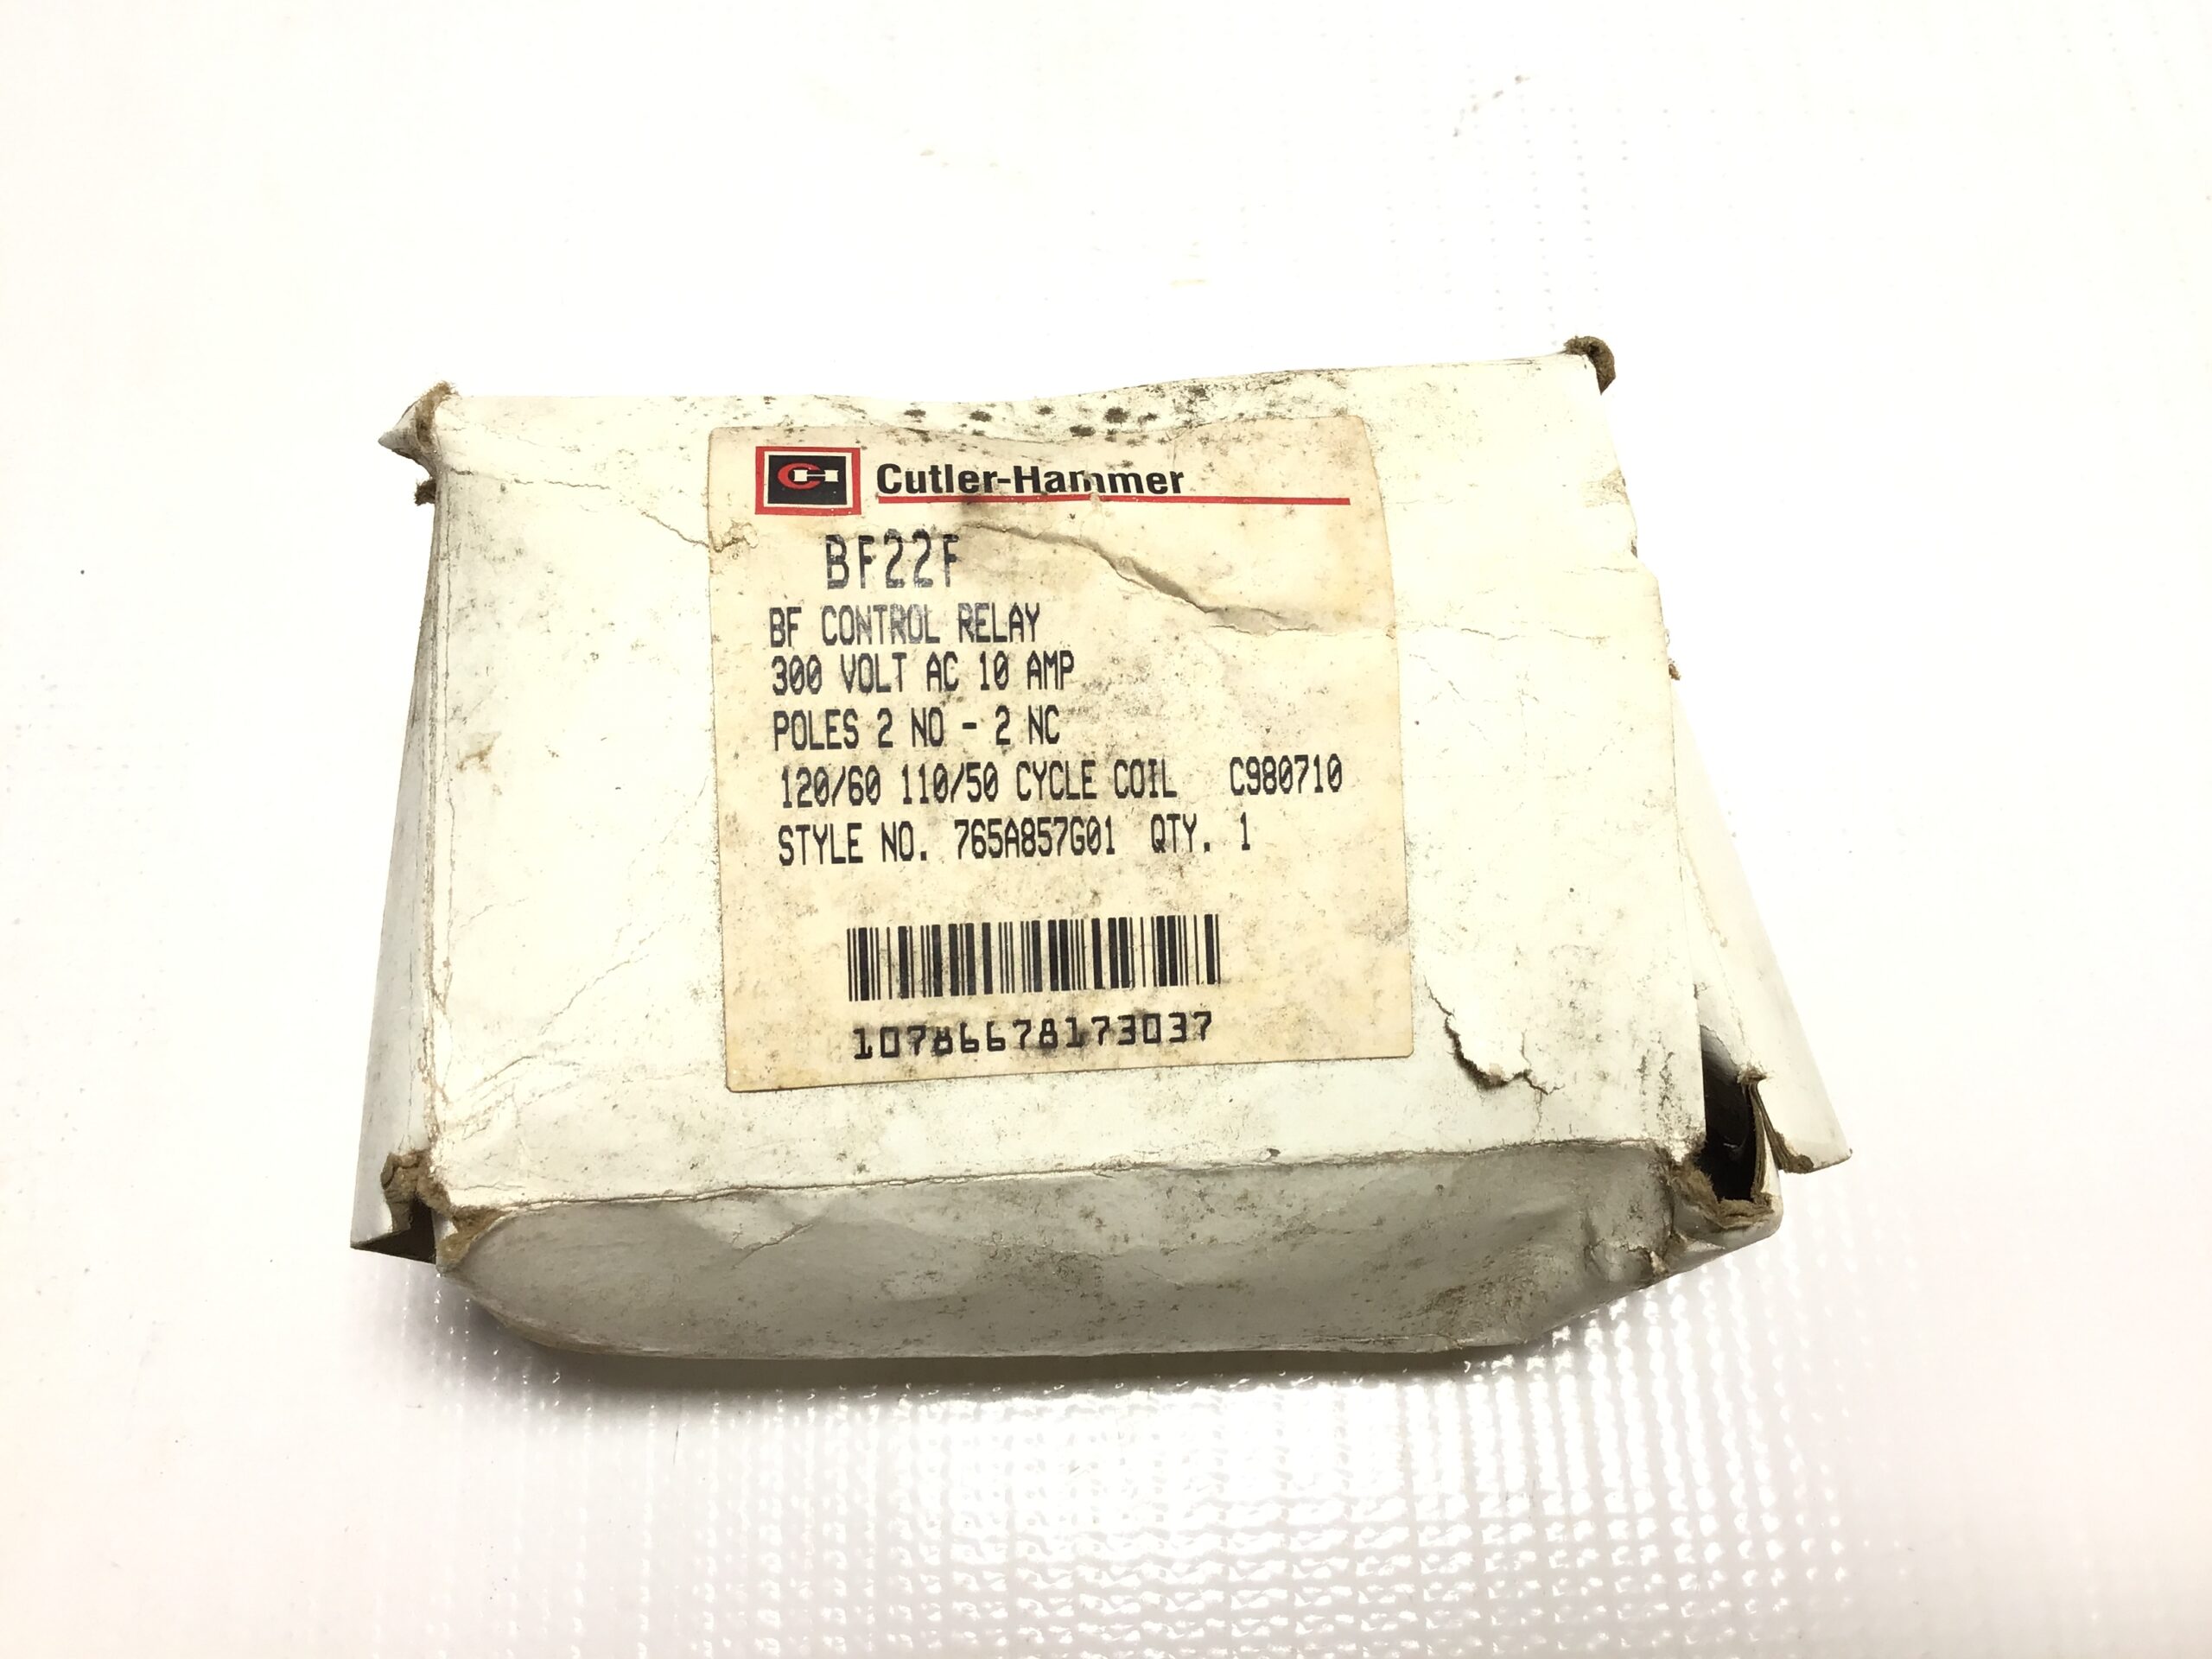 CH Cutler-Hammer
BF22F
BF CONTROL RELAY
300 VOLT AC 10 AMP
POLES 2 NO - 2 NC
120/60 110/50 CYCLE COIL C980710
STYLE NO. 765A857G01 QTY. 1
10786678173037